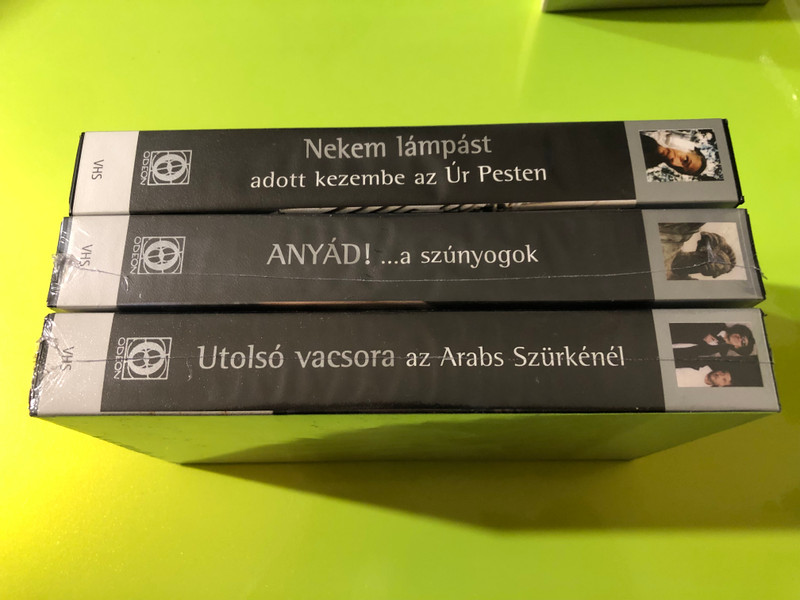 VHS
ODEON
Nekem lámpást
adott kezembe az Úr Pesten
VHS
ODEON
ANYÁD! ...a szúnyogok
VHS
ODEON
Utolsó vacsora az Arabs Szürkénél